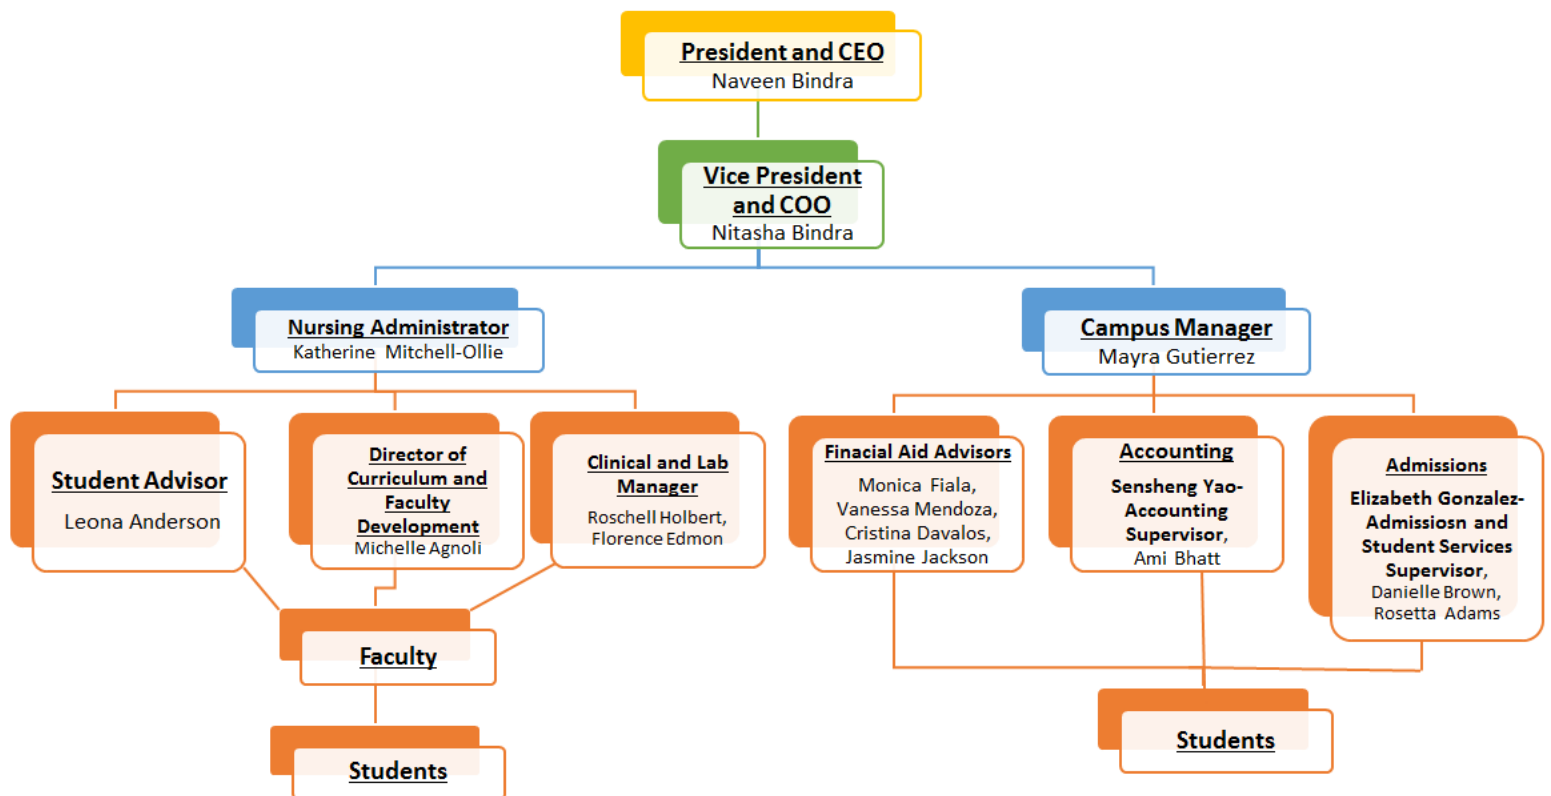 President and CEO
Naveen Bindra
Vice President
and COO
Nitasha Bindra
Nursing Administrator
Katherine Mitchell-Ollie
Campus Manager
Mayra Gutierrez
Student Advisor
Leona Anderson
Director of
Curriculum and
Faculty
Development
Michelle Agnoli
Clinical and Lab
Manager
Roschell Holbert,
Florence Edmon
Finacial Aid Advisors
Monica Fiala,
Vanessa Mendoza,
Cristina Davalos,
Jasmine Jackson
Accounting
Sensheng Yao-
Accounting
Supervisor,
Ami Bhatt
Admissions
Elizabeth Gonzalez-
Admissiosn and
Student Services
Supervisor,
Danielle Brown,
Rosetta Adams
Faculty
Students
Students